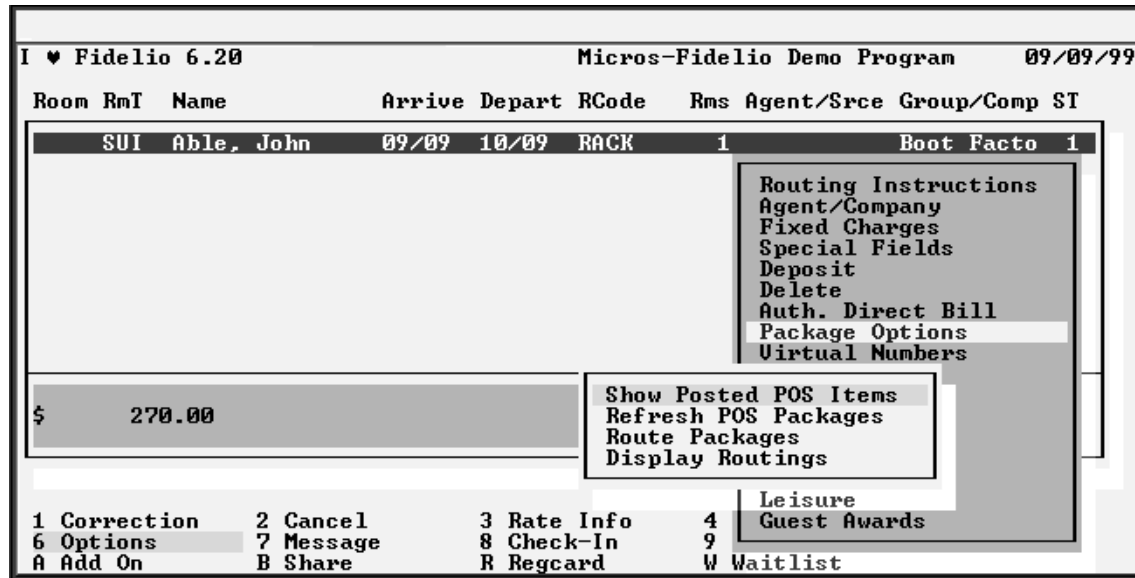 I ♥ Fidelio 6.20 Micros-Fidelio Demo Program 09/09/99
Room RmT Name Arrive Depart RCode Rms Agent/Srce Group/Comp ST
SUI Able, John 09/09 10/09 RACK 1 Boot Facto 1
Routing Instructions
Agent/Company
Fixed Charges
Special Fields
Deposit
Delete
Auth. Direct Bill
Package Options
Virtual Numbers
Show Posted POS Items
$ 270.00 Refresh POS Packages
Route Packages
Display Routings
Leisure
1 Correction 2 Cancel 3 Rate Info 4 Guest Awards
6 Options 7 Message 8 Check-In 9
A Add On B Share R Regcard W Waitlist